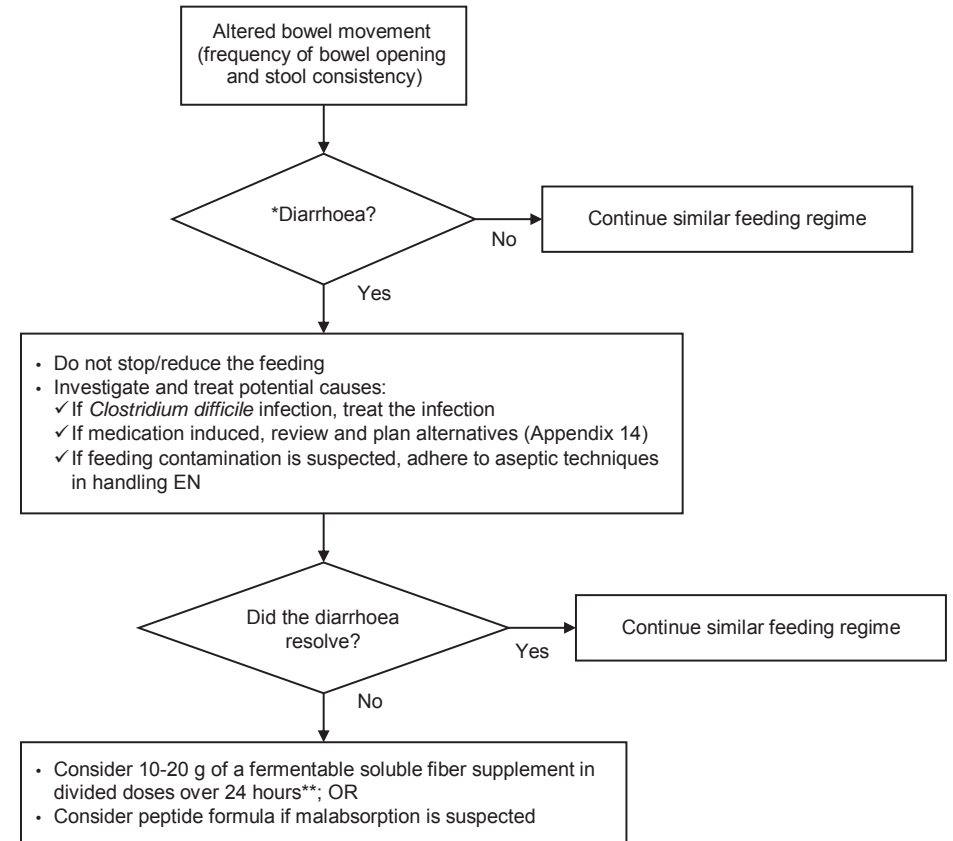 Altered bowel movement
(frequency of bowel opening
and stool consistency)
*Diarrhoea?
No
Continue similar feeding regime
Yes
• Do not stop/reduce the feeding
• Investigate and treat potential causes:
✓If Clostridium difficile infection, treat the infection
✓If medication induced, review and plan alternatives (Appendix 14)
✓If feeding contamination is suspected, adhere to aseptic techniques
in handling EN
Did the diarrhoea
resolve?
Yes
Continue similar feeding regime
No
• Consider 10-20 g of a fermentable soluble fiber supplement in
divided doses over 24 hours**; OR
• Consider peptide formula if malabsorption is suspected